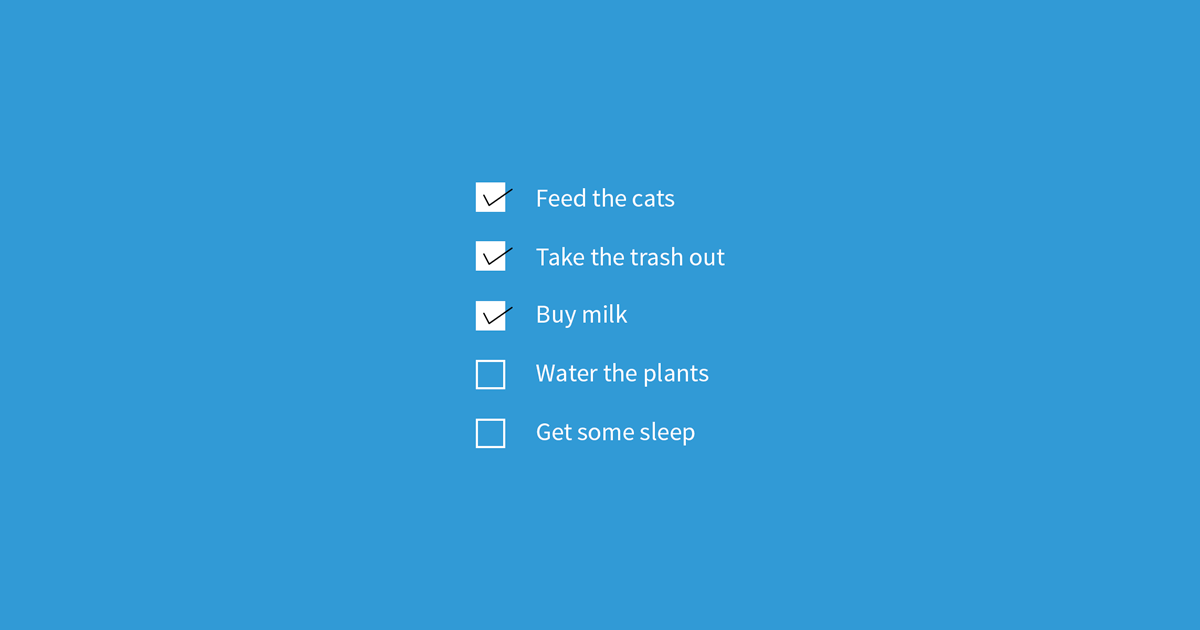 Feed the cats
Take the trash out
Buy milk
Water the plants
Get some sleep